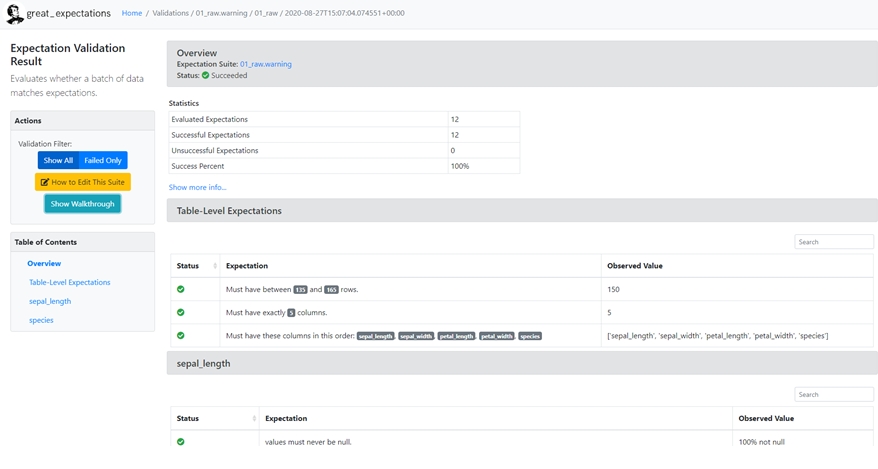 great_expectations Home / Validations / 01_raw.warning / 01_raw / 2020-08-27T15:07:04.074551+00:00
Expectation Validation
Result
Evaluates whether a batch of data
matches expectations.
Actions
Validation Filter:
Show All Failed Only
How to Edit This Suite
Show Walkthrough
Table of Contents
Overview
Table-Level Expectations
sepal_length
species
Overview
Expectation Suite: 01_raw.warning
Status: Succeeded
Statistics
Evaluated Expectations 12
Successful Expectations 12
Unsuccessful Expectations 0
Success Percent 100%
Show more info...
Table-Level Expectations
Search
Status Expectation Observed Value
Must have between 135 and 165 rows. 150
Must have exactly 5 columns. 5
Must have these columns in this order: sepal_length, sepal_width, petal_length, petal_width, species ['sepal_length', 'sepal_width', 'petal_length', 'petal_width', 'species']
sepal_length
Search
Status Expectation Observed Value
values must never be null. 100% not null